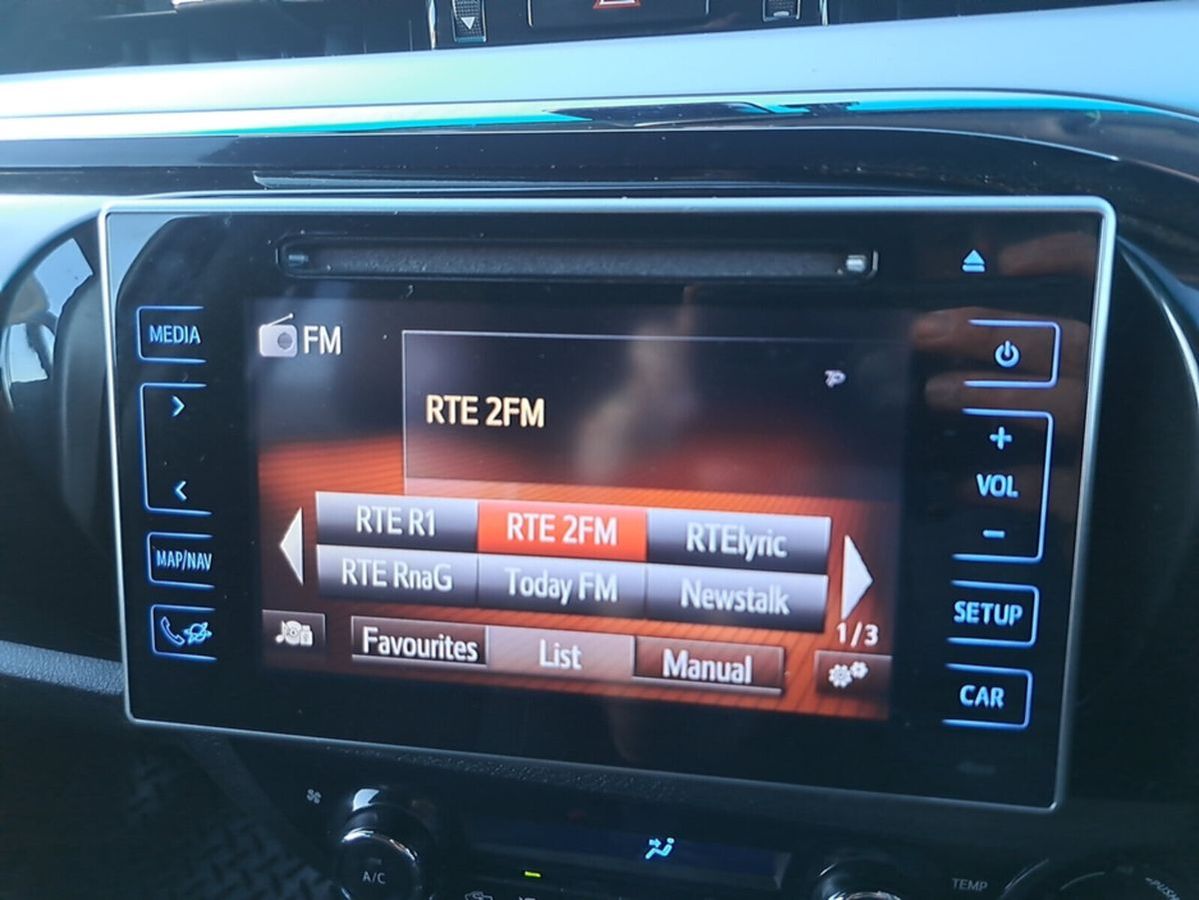 MEDIA
FM
RTE 2FM
+
VOL
-
MAP/NAV
RTE R1
RTE 2FM
RTElyric
RTE RnaG
Today FM
Newstalk
1/3
SETUP
Favourites
List
Manual
CAR
A/C
TEMP
PUSH